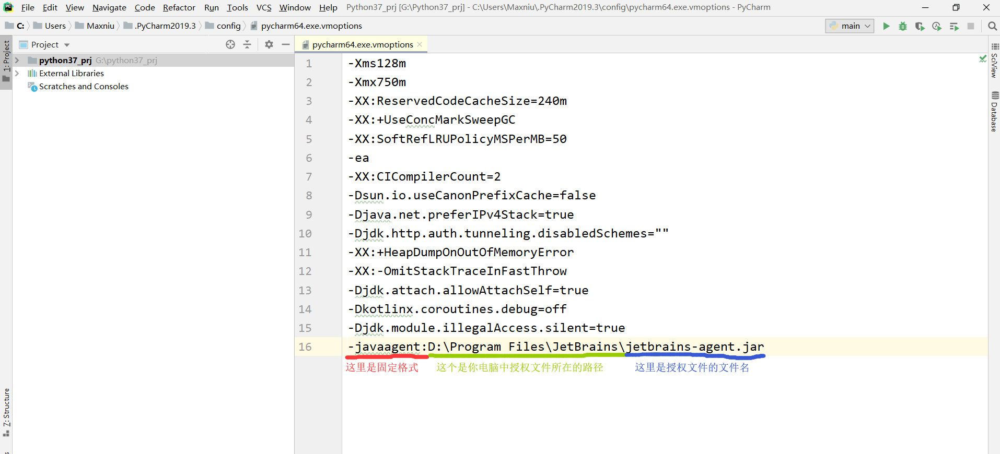 File Edit View Navigate Code Refactor Run Tools VCS Window Help Python37_prj [G:\Python37_prj] - C:\Users\Maxniu\.PyCharm2019.3\config\pycharm64.exe.vmoptions - PyCharm
C: Users Maxniu .PyCharm2019.3 config pycharm64.exe.vmoptions main
1: Project
Project
pycharm64.exe.vmoptions
python37_prj G:\python37_prj
External Libraries
Scratches and Consoles
1 -Xms128m
2 -Xmx750m
3 -XX:ReservedCodeCacheSize=240m
4 -XX:+UseConcMarkSweepGC
5 -XX:SoftRefLRUPolicyMSPerMB=50
6 -ea
7 -XX:CICompilerCount=2
8 -Dsun.io.useCanonPrefixCache=false
9 -Djava.net.preferIPv4Stack=true
10 -Djdk.http.auth.tunneling.disabledSchemes=""
11 -XX:+HeapDumpOnOutOfMemoryError
12 -XX:-OmitStackTraceInFastThrow
13 -Djdk.attach.allowAttachSelf=true
14 -Dkotlinx.coroutines.debug=off
15 -Djdk.module.illegalAccess.silent=true
16 -javaagent:D:\Program Files\JetBrains\jetbrains-agent.jar
这里是固定格式 这个是你电脑中授权文件所在的路径 这里是授权文件的文件名
SciView
Database
Z: Structure